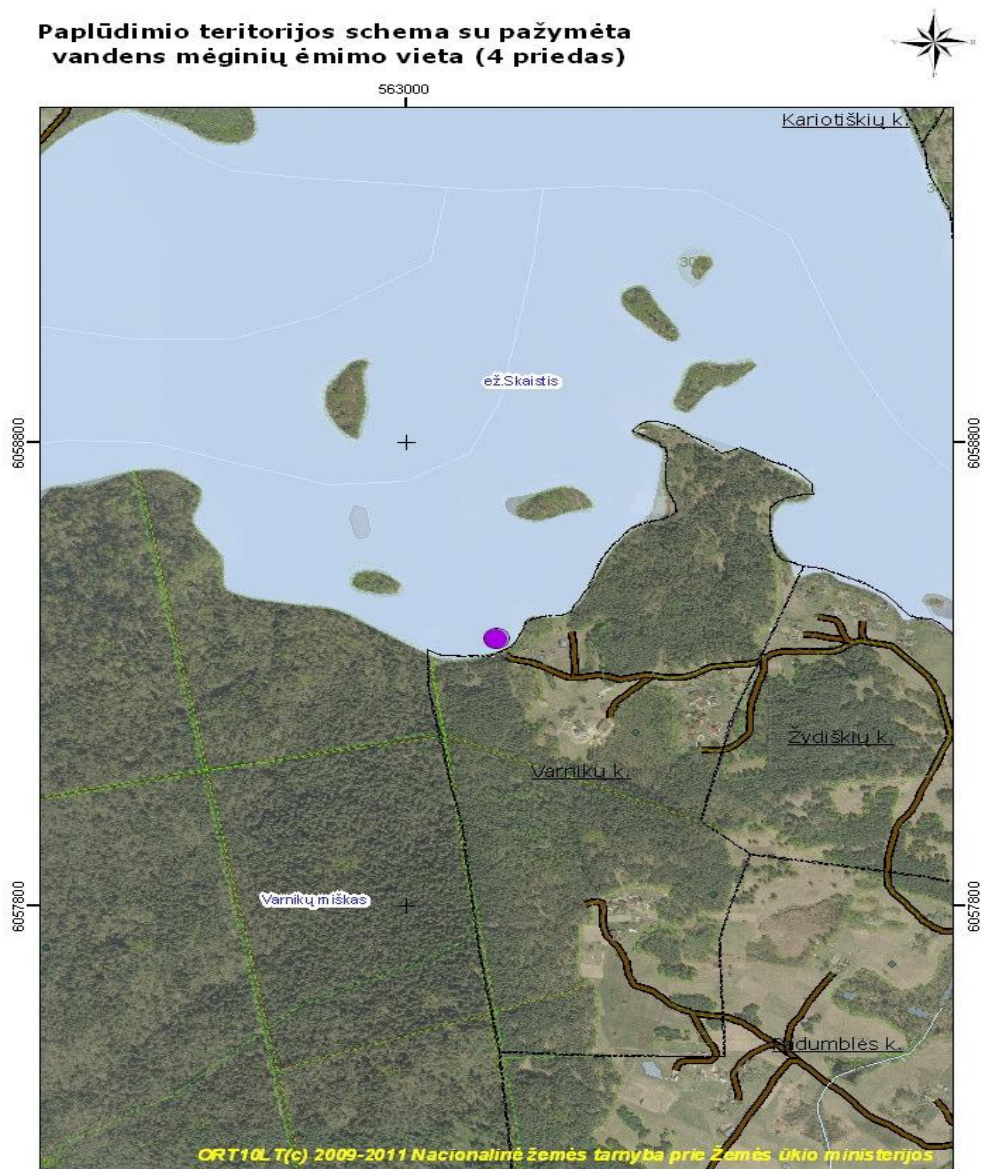 Paplūdimio teritorijos schema su pažymėta
vandens mėginių ėmimo vieta (4 priedas)
563000
Kariotiškių k.
ež.Skaistis
6058800
6058800
Žydiškių k.
Varnikų k.
Varnikų miškas
6057800
6057800
Padumblės k.
ORT10LT(c) 2009-2011 Nacionalinė žemės tarnyba prie Žemės ūkio ministerijos